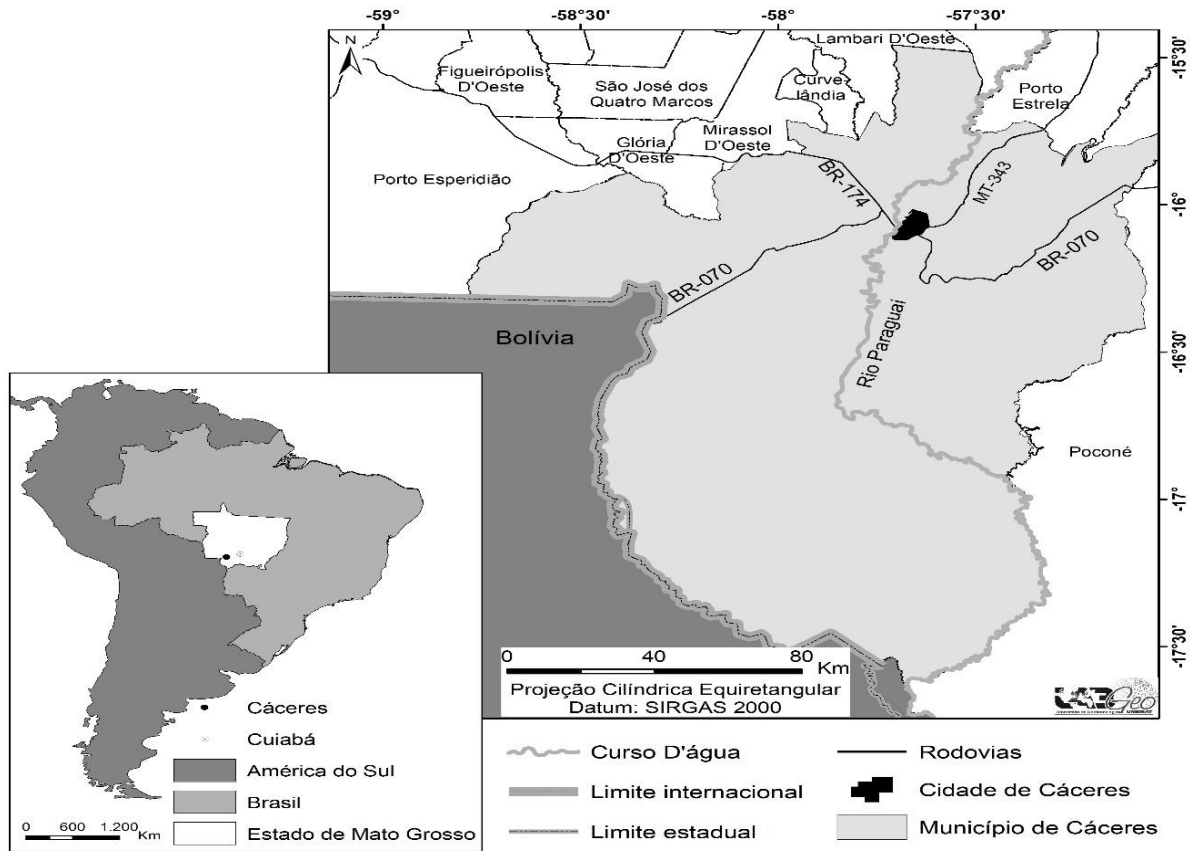 -59°
-58°30'
-58°
-57°30'
N
Lambari D'Oeste
-15°30'
Figueirópolis
D'Oeste
São José dos
Quatro Marcos
Curve-
lândia
Porto
Estrela
Glória
D'Oeste
Mirassol
D'Oeste
Porto Esperidião
BR-174
MT-343
-16°
BR-070
BR-070
Bolívia
Rio Paraguai
-16°30'
Poconé
-17°
-17°30'
0 40 80
Km
Projeção Cilíndrica Equiretangular
Datum: SIRGAS 2000
Geo
Cáceres
Cuiabá
América do Sul
Brasil
Estado de Mato Grosso
0 600 1.200
Km
Curso D'água
Limite internacional
Limite estadual
Rodovias
Cidade de Cáceres
Município de Cáceres